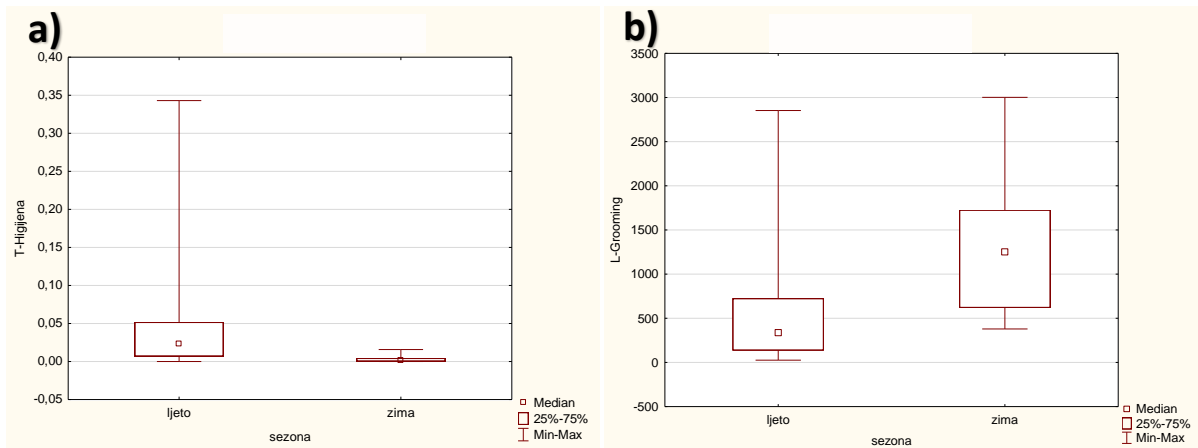 a)
0,40
0,35
0,30
0,25
0,20
0,15
0,10
0,05
0,00
-0,05
T-Higijena
ljeto
zima
sezona
Median
25%-75%
Min-Max
b)
3500
3000
2500
2000
1500
1000
500
0
-500
L-Grooming
ljeto
zima
sezona
Median
25%-75%
Min-Max